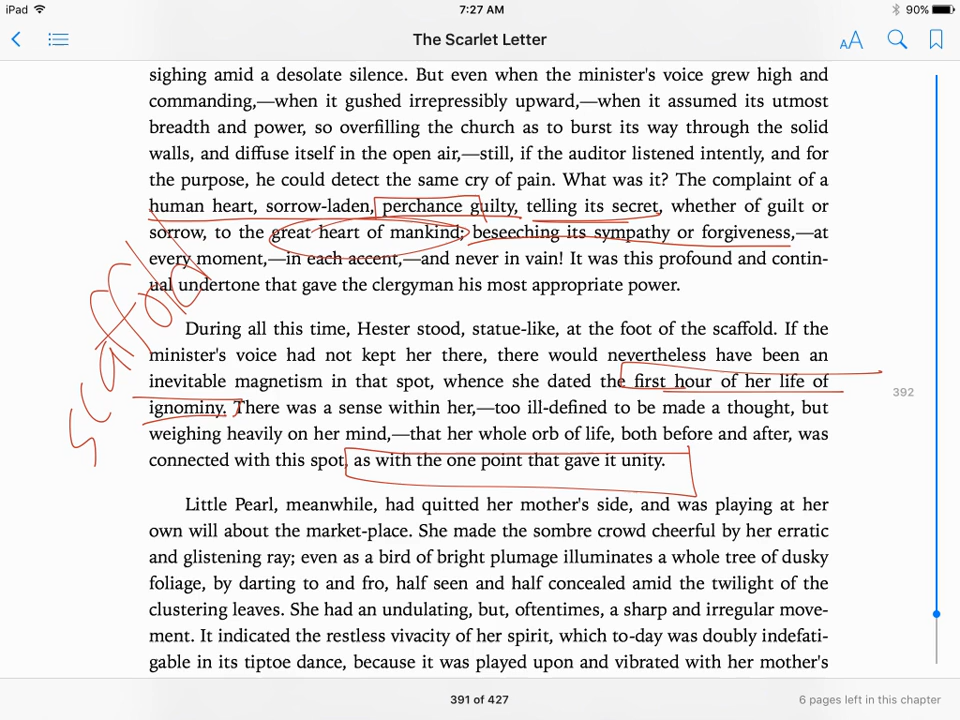 iPad 7:27 AM 90%
The Scarlet Letter AA
sighing amid a desolate silence. But even when the minister's voice grew high and
commanding,—when it gushed irrepressibly upward,—when it assumed its utmost
breadth and power, so overfilling the church as to burst its way through the solid
walls, and diffuse itself in the open air,—still, if the auditor listened intently, and for
the purpose, he could detect the same cry of pain. What was it? The complaint of a
human heart, sorrow-laden, perchance guilty, telling its secret, whether of guilt or
sorrow, to the great heart of mankind; beseeching its sympathy or forgiveness,—at
every moment,—in each accent,—and never in vain! It was this profound and contin-
ual undertone that gave the clergyman his most appropriate power.
scaffold
During all this time, Hester stood, statue-like, at the foot of the scaffold. If the
minister's voice had not kept her there, there would nevertheless have been an
inevitable magnetism in that spot, whence she dated the first hour of her life of
392
ignominy. There was a sense within her,—too ill-defined to be made a thought, but
weighing heavily on her mind,—that her whole orb of life, both before and after, was
connected with this spot, as with the one point that gave it unity.
Little Pearl, meanwhile, had quitted her mother's side, and was playing at her
own will about the market-place. She made the sombre crowd cheerful by her erratic
and glistening ray; even as a bird of bright plumage illuminates a whole tree of dusky
foliage, by darting to and fro, half seen and half concealed amid the twilight of the
clustering leaves. She had an undulating, but, oftentimes, a sharp and irregular move-
ment. It indicated the restless vivacity of her spirit, which to-day was doubly indefati-
gable in its tiptoe dance, because it was played upon and vibrated with her mother's
391 of 427 6 pages left in this chapter